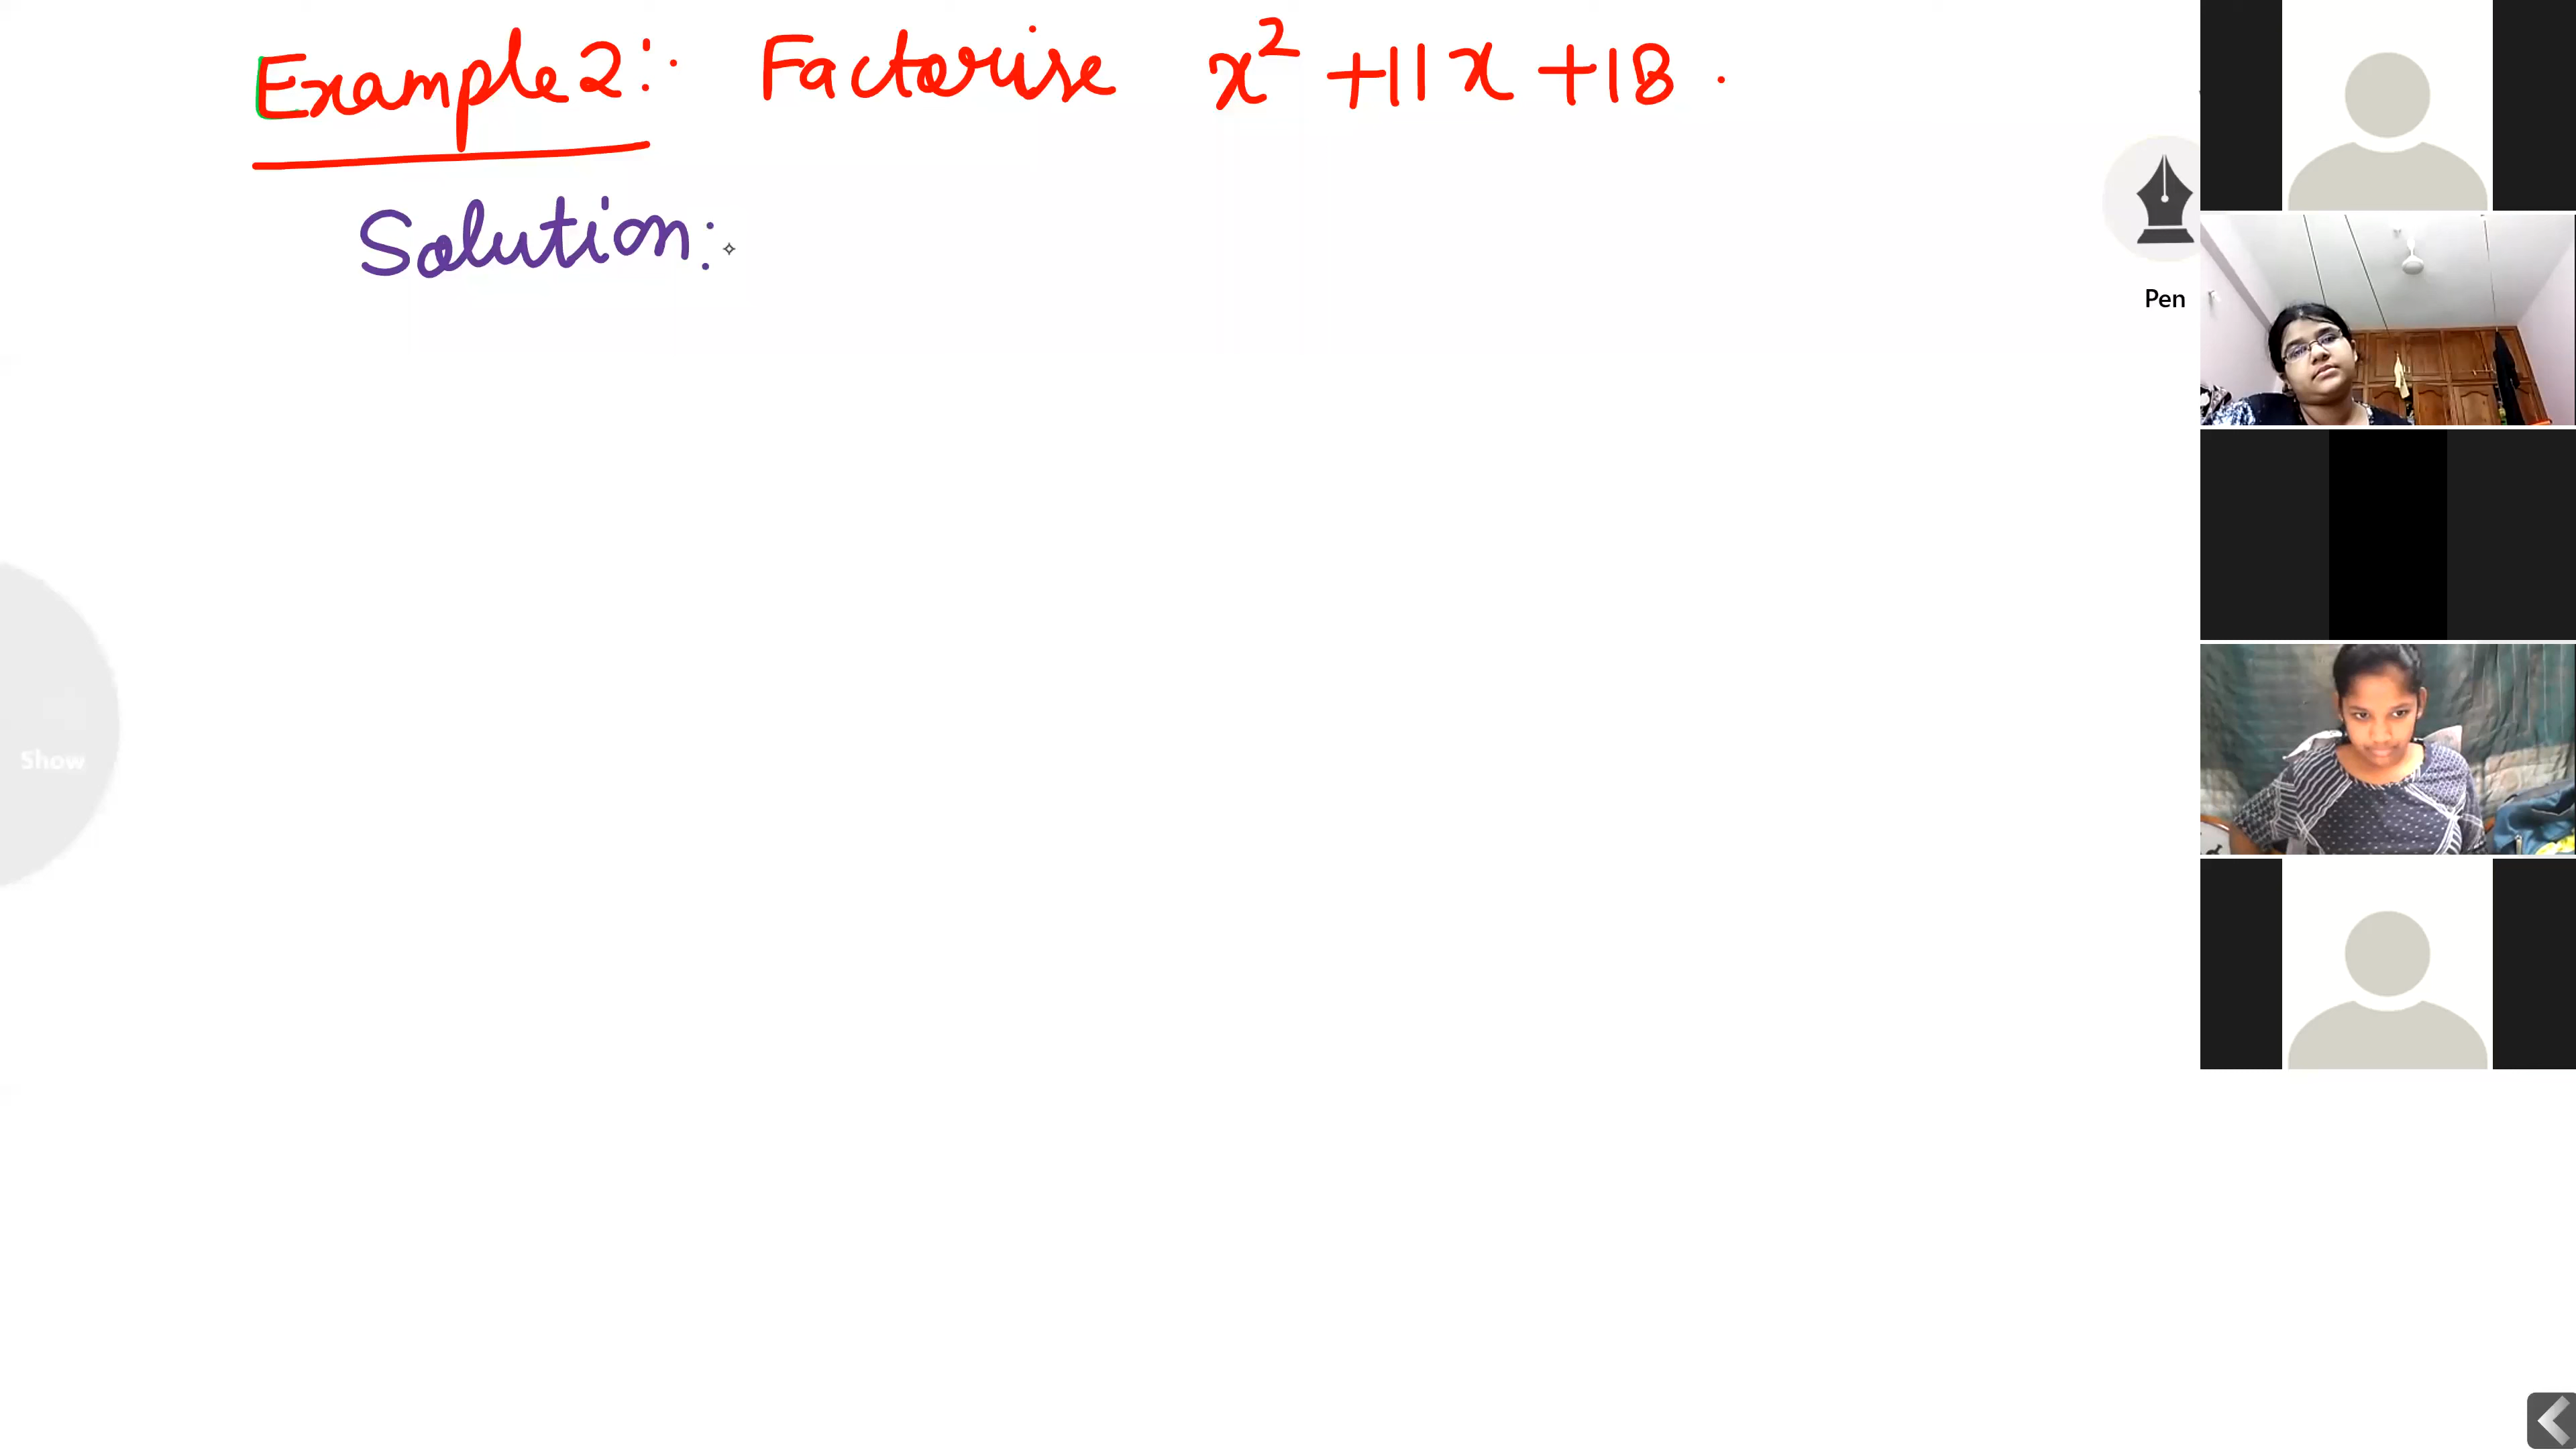 Example 2:- Factorise x² + 11x + 18.
Solution:
Pen
Show